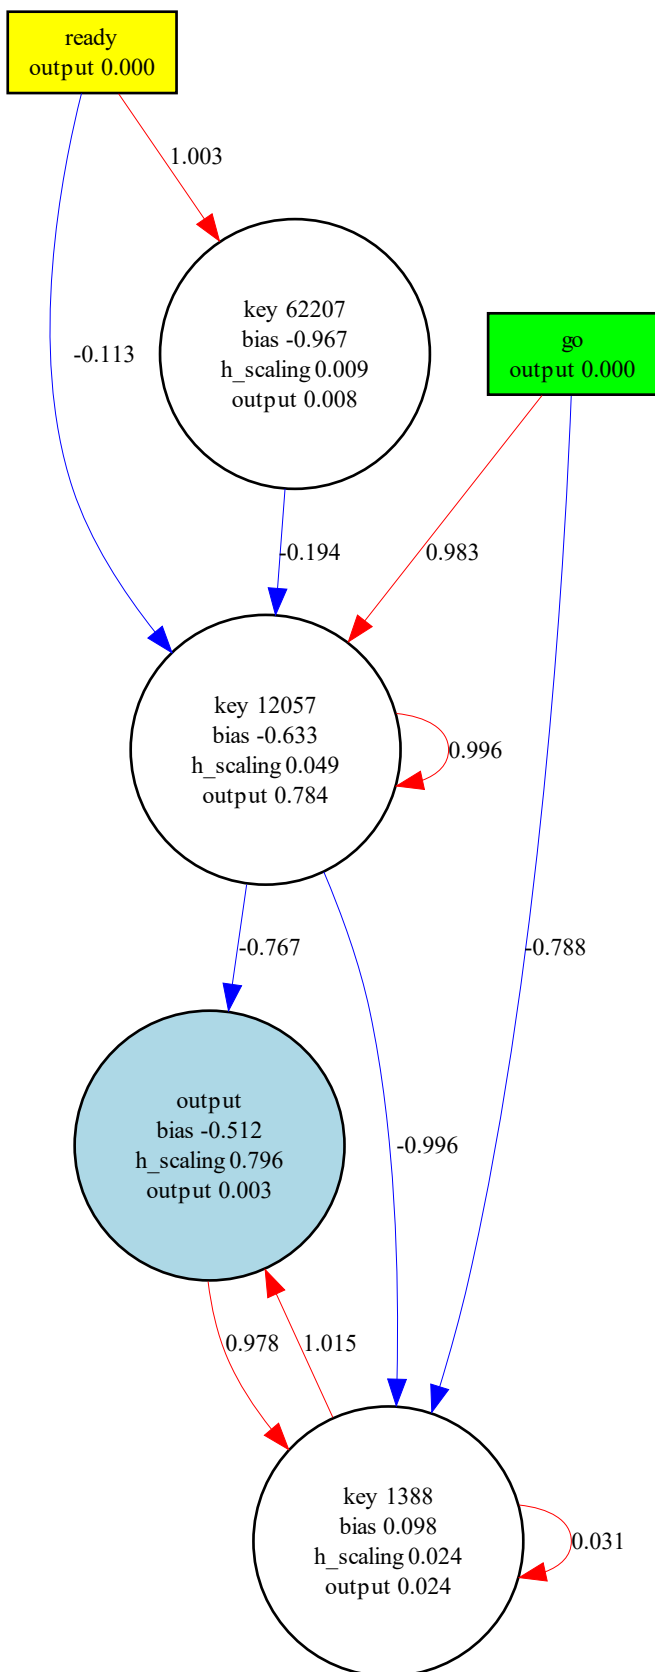 ready
output 0.000
1.003
-0.113
key 62207
bias -0.967
h_scaling 0.009
output 0.008
go
output 0.000
-0.194
0.983
key 12057
bias -0.633
h_scaling 0.049
output 0.784
0.996
-0.767
-0.788
output
bias -0.512
h_scaling 0.796
output 0.003
-0.996
0.978
1.015
key 1388
bias 0.098
h_scaling 0.024
output 0.024
0.031